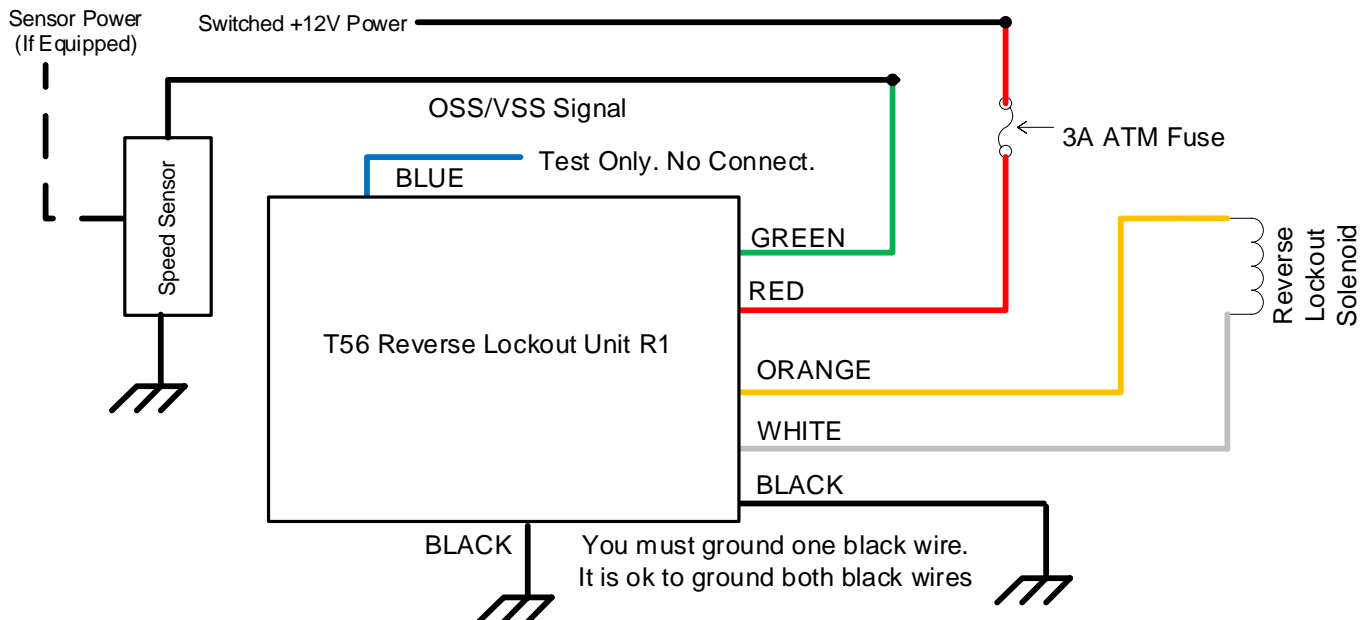 Sensor Power
(If Equipped)
Switched +12V Power
OSS/VSS Signal
3A ATM Fuse
Test Only. No Connect.
BLUE
Speed Sensor
GREEN
RED
Reverse
Lockout
Solenoid
T56 Reverse Lockout Unit R1
ORANGE
WHITE
BLACK
BLACK
You must ground one black wire.
It is ok to ground both black wires